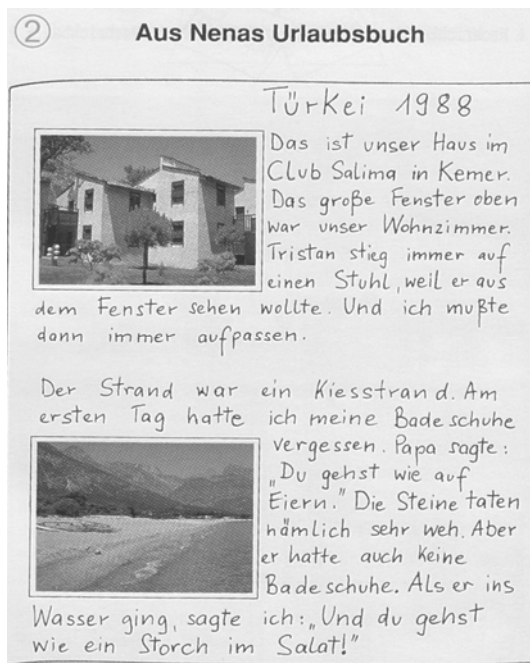 2
Aus Nenas Urlaubsbuch
Türkei 1988
Das ist unser Haus im
Club Salima in Kemer.
Das große Fenster oben
war unser Wohnzimmer.
Tristan stieg immer auf
einen Stuhl, weil er aus
dem Fenster sehen wollte. Und ich mußte
dann immer aufpassen.
Der Strand war ein Kiesstrand. Am
ersten Tag hatte ich meine Badeschuhe
vergessen. Papa sagte:
„Du gehst wie auf
Eiern." Die Steine taten
nämlich sehr weh. Aber
er hatte auch keine
Badeschuhe. Als er ins
Wasser ging, sagte ich: „Und du gehst
wie ein Storch im Salat!"